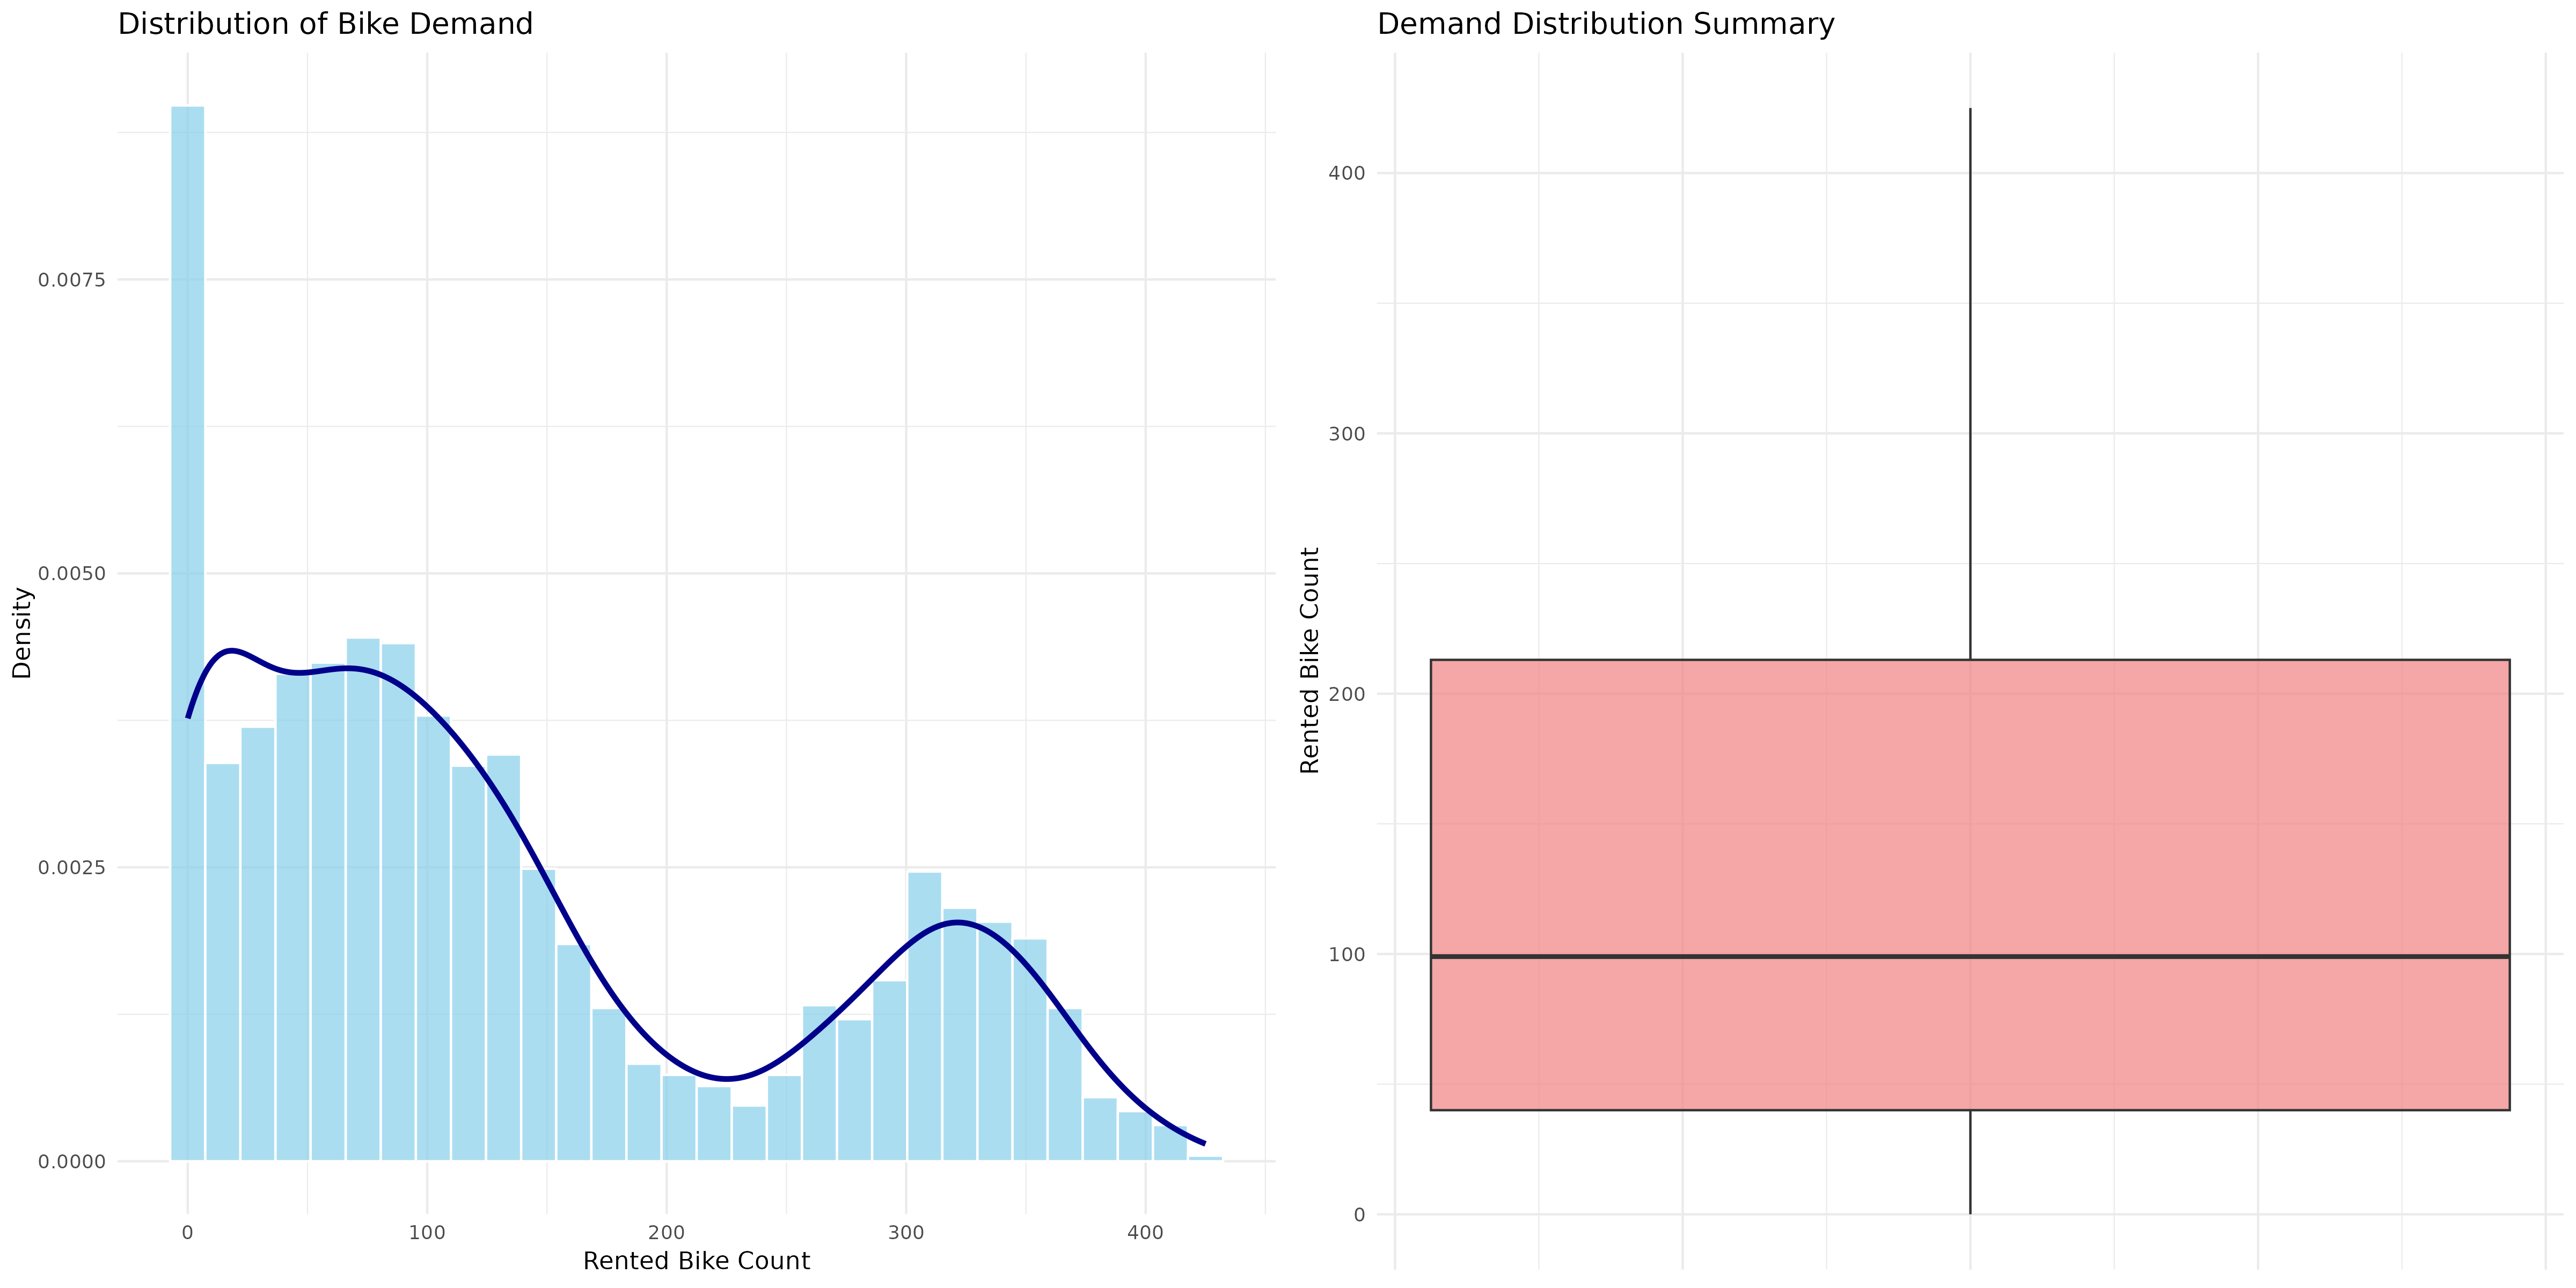 Distribution of Bike Demand
Density
0.0075
0.0050
0.0025
0.0000
0 100 200 300 400
Rented Bike Count
Demand Distribution Summary
Rented Bike Count
400
300
200
100
0